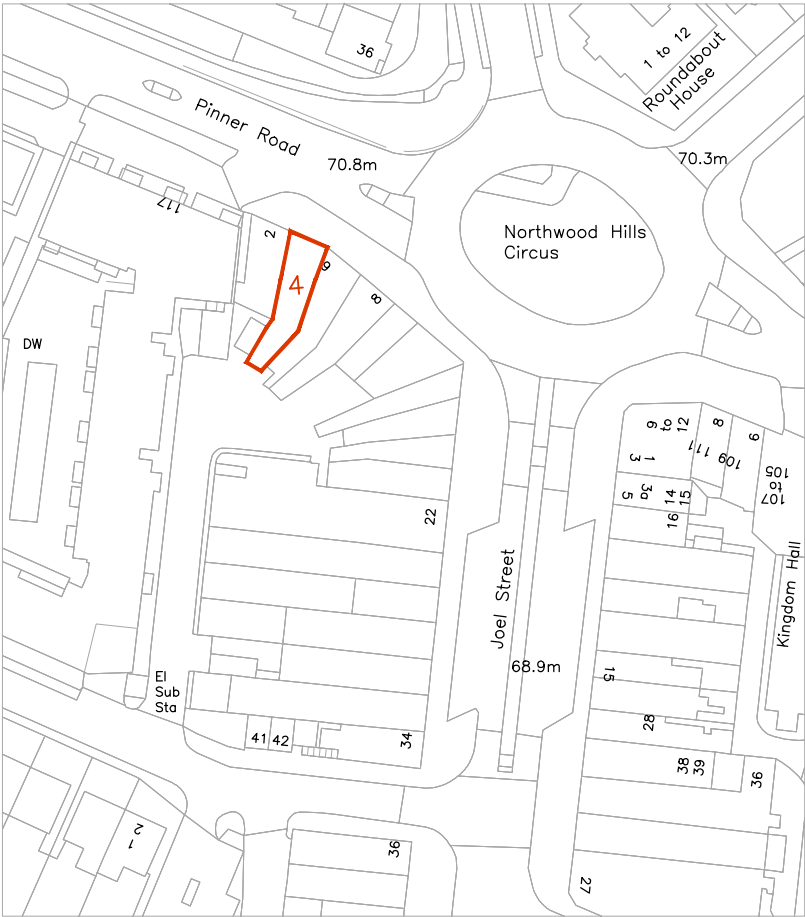 36
1 to 12
Roundabout
House
Pinner Road
70.8m
70.3m
117
2
4
6
8
Northwood Hills
Circus
DW
6
to
12
1
3
111
8
109
6
105
to
107
3a
5
14
15
16
22
Joel Street
Kingdom Hall
68.9m
15
El
Sub
Sta
28
41
42
34
38
39
36
2
1
36
27